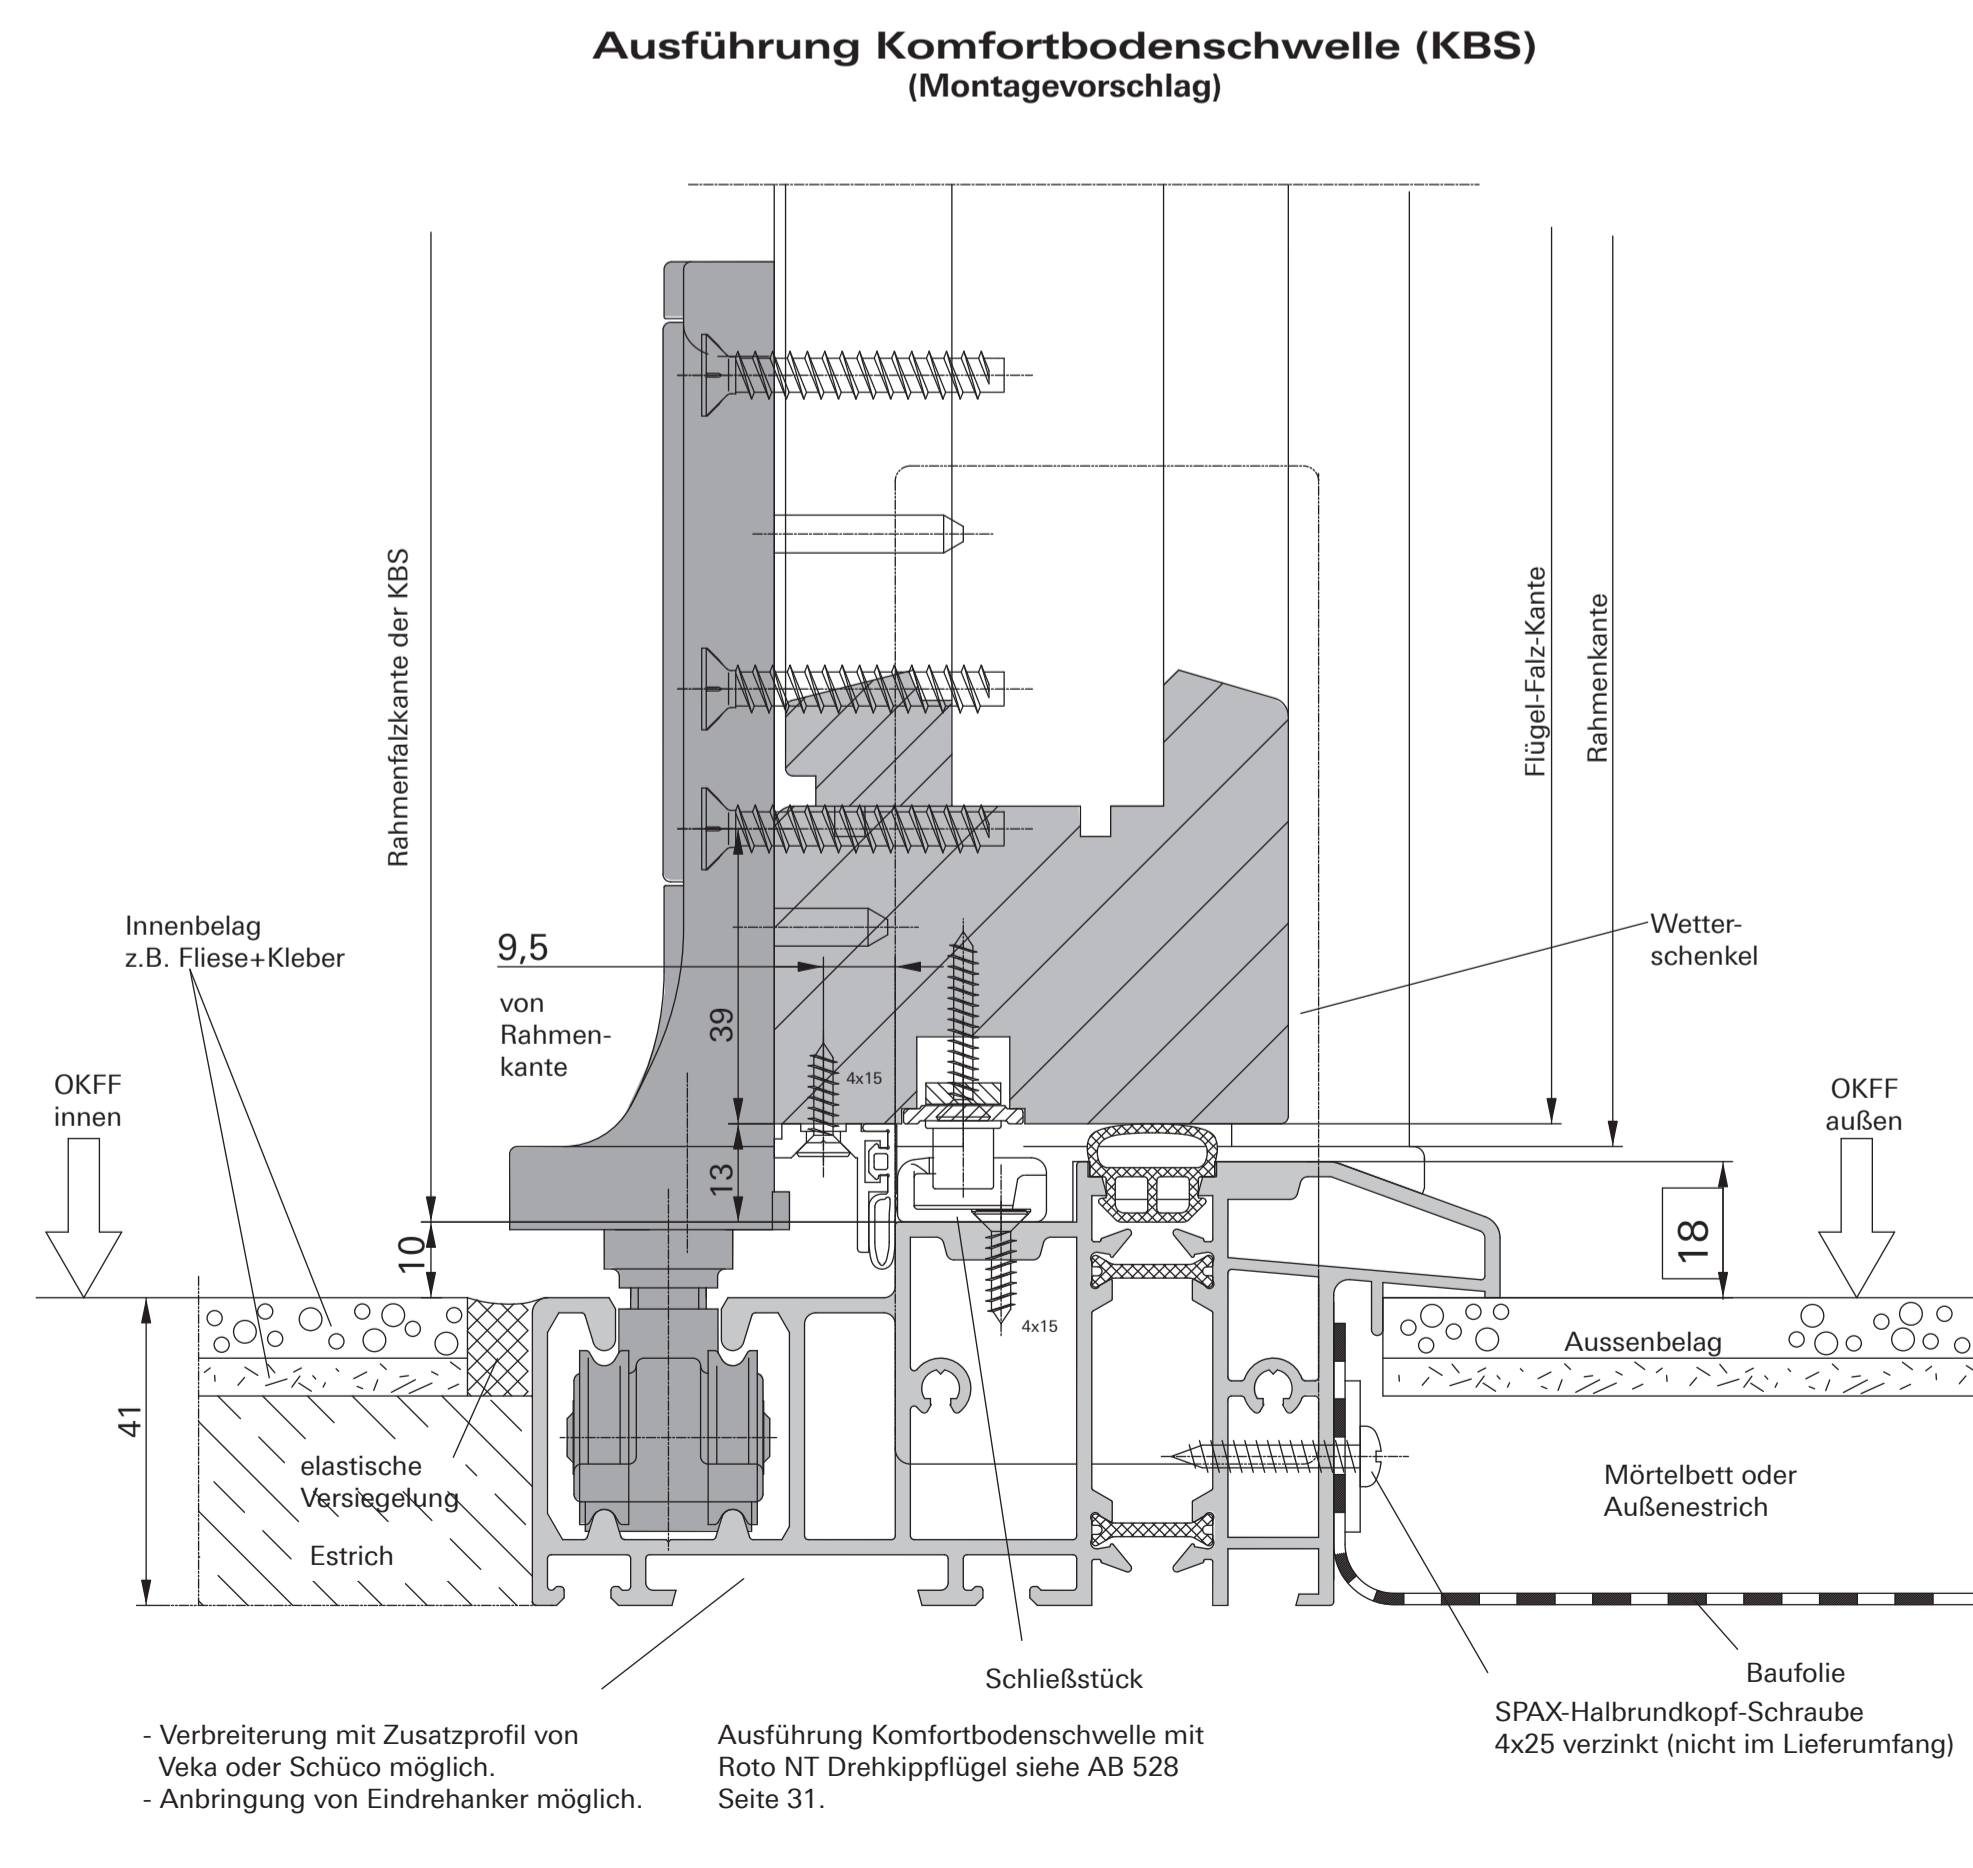 Ausführung Komfortbodenschwelle (KBS)
(Montagevorschlag)
Rahmenfalzkante der KBS
Flügel-Falz-Kante
Rahmenkante
Innenbelag
z.B. Fliese+Kleber
9,5
von
Rahmen-
kante
39
4x15
Wetter-
schenkel
OKFF
innen
OKFF
außen
13
10
18
4x15
Aussenbelag
41
elastische
Versiegelung
Estrich
Mörtelbett oder
Außenestrich
Schließstück
Baufolie
SPAX-Halbrundkopf-Schraube
4x25 verzinkt (nicht im Lieferumfang)
- Verbreiterung mit Zusatzprofil von
Veka oder Schüco möglich.
- Anbringung von Eindrehanker möglich.
Ausführung Komfortbodenschwelle mit
Roto NT Drehkippflügel siehe AB 528
Seite 31.